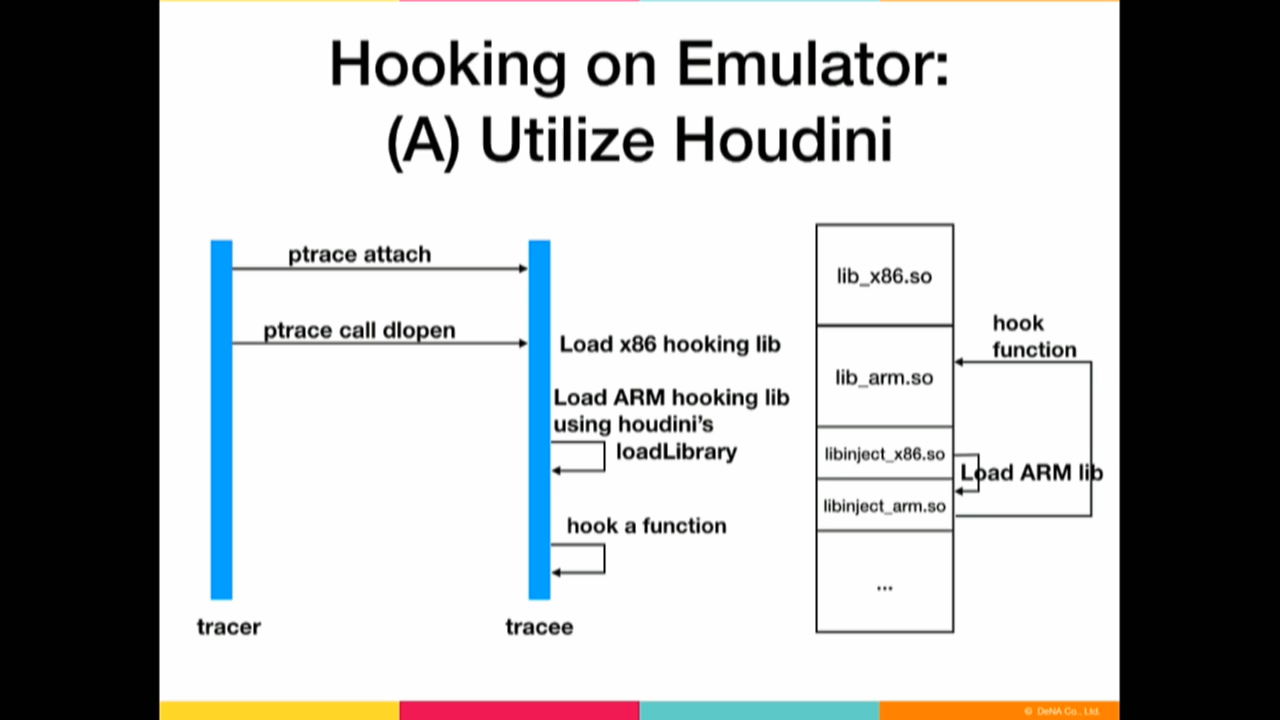 Hooking on Emulator:
(A) Utilize Houdini
ptrace attach
ptrace call dlopen
Load x86 hooking lib
Load ARM hooking lib
using houdini's
loadLibrary
hook a function
tracer
tracee
lib_x86.so
lib_arm.so
libinject_x86.so
libinject_arm.so
...
hook
function
Load ARM lib
© DeNA Co., Ltd.